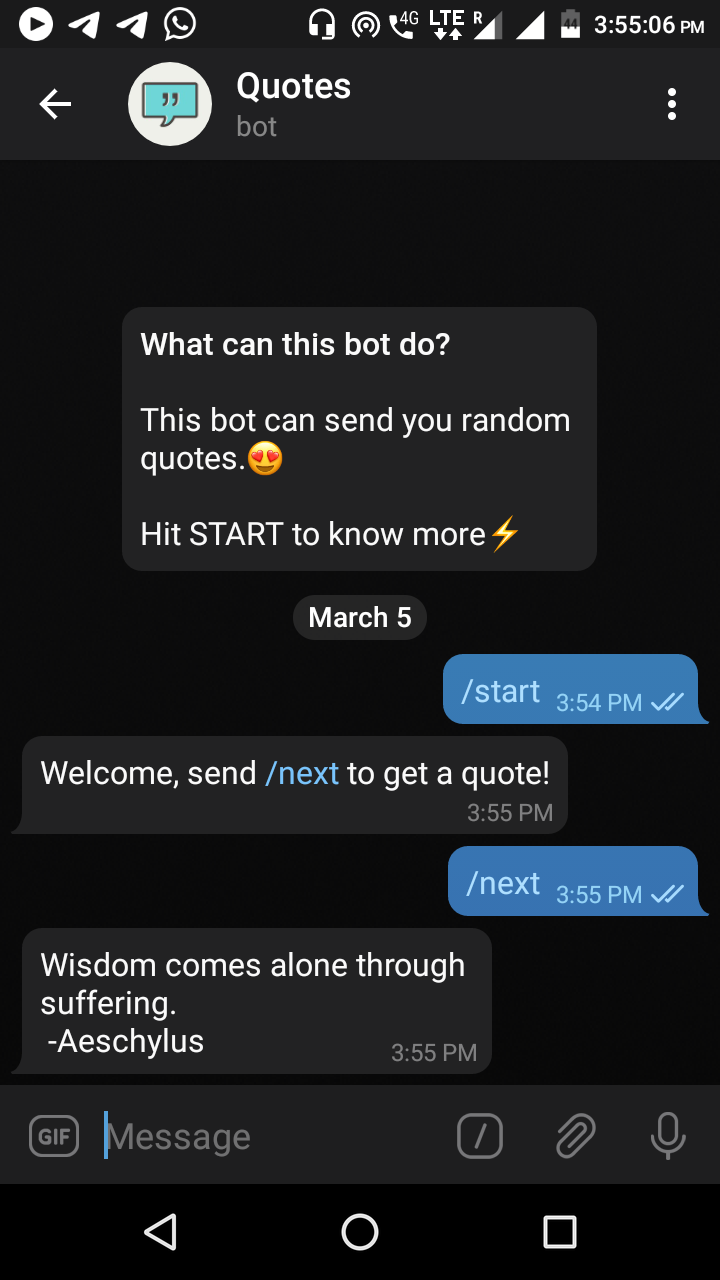 4G LTE R 44 3:55:06 PM
Quotes
bot
What can this bot do?
This bot can send you random
quotes.😍
Hit START to know more⚡
March 5
/start 3:54 PM
Welcome, send /next to get a quote!
3:55 PM
/next 3:55 PM
Wisdom comes alone through
suffering.
-Aeschylus 3:55 PM
GIF Message /